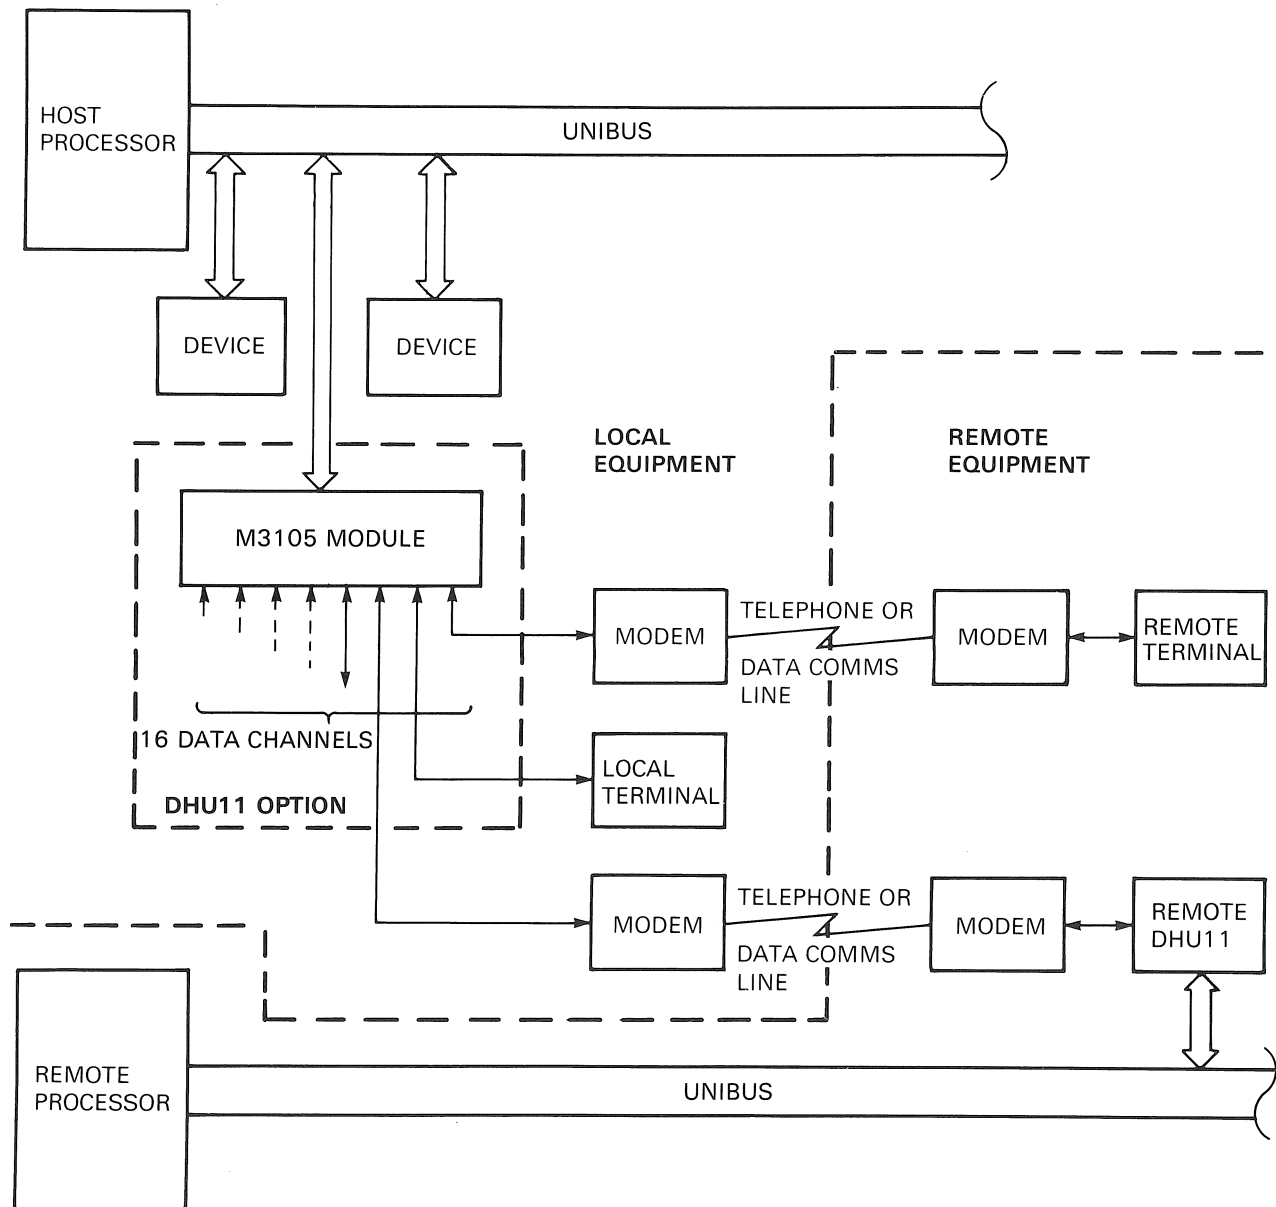 HOST
PROCESSOR
UNIBUS
DEVICE
DEVICE
LOCAL
EQUIPMENT
REMOTE
EQUIPMENT
M3105 MODULE
MODEM
TELEPHONE OR
DATA COMMS
LINE
MODEM
REMOTE
TERMINAL
16 DATA CHANNELS
LOCAL
TERMINAL
DHU11 OPTION
MODEM
TELEPHONE OR
DATA COMMS
LINE
MODEM
REMOTE
DHU11
REMOTE
PROCESSOR
UNIBUS